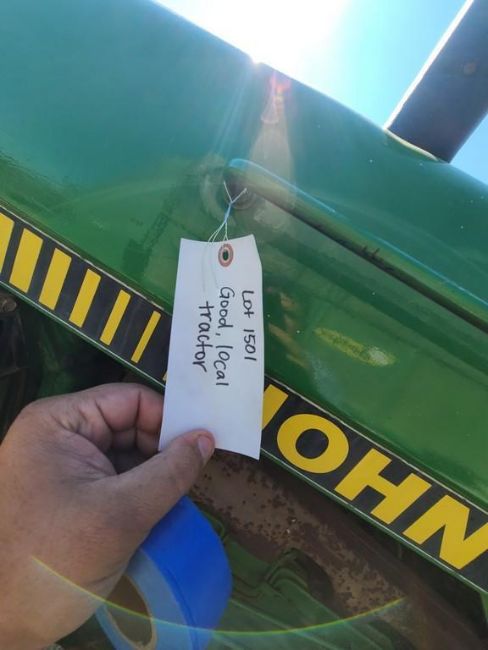 Lot 1501
Good, local
tractor
JOHN